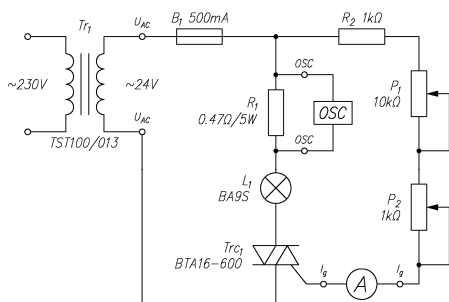 Tr1
~230V
~24V
TST100/013
UAC
UAC
B1 500mA
R2 1kΩ
OSC
R1
0.47Ω/5W
OSC
OSC
P1
10kΩ
L1
BA9S
P2
1kΩ
Trc1
BTA16-600
Ig
A
Ig